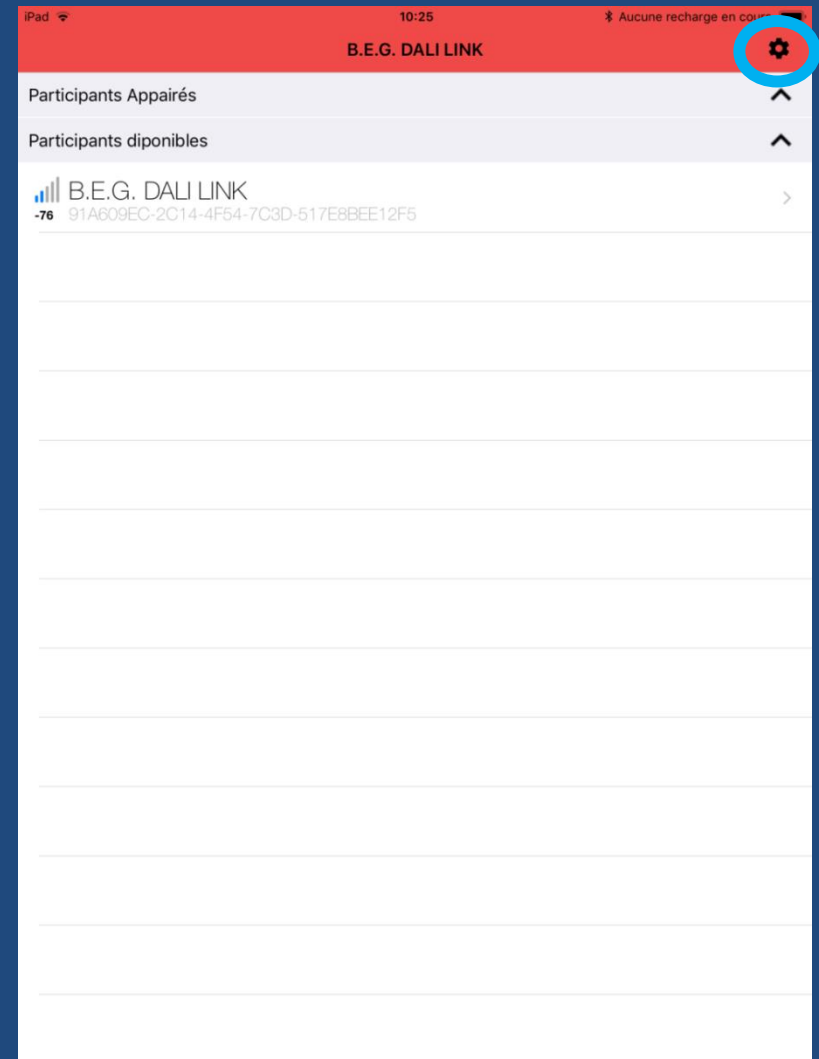 iPad 10:25 Aucune recharge en cours
B.E.G. DALI LINK
Participants Appairés
Participants diponibles
B.E.G. DALI LINK
-76 91A609EC-2C14-4F54-7C3D-517E8BEE12F5